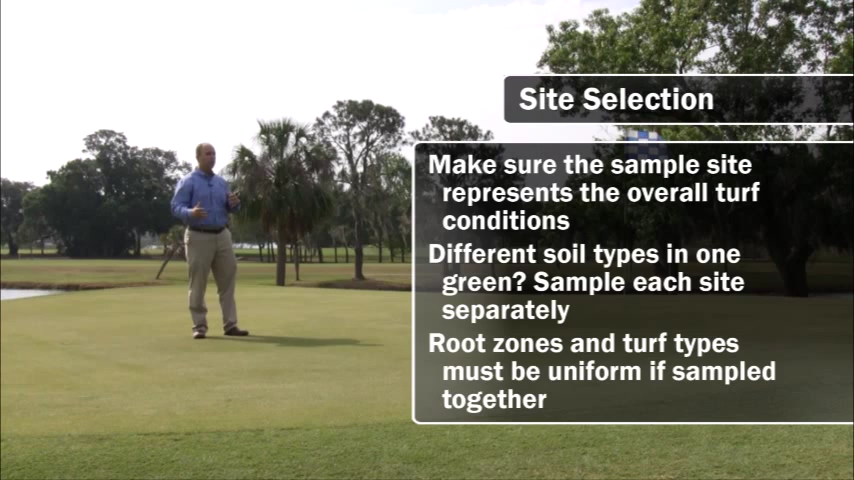 Site Selection
Make sure the sample site
represents the overall turf
conditions
Different soil types in one
green? Sample each site
separately
Root zones and turf types
must be uniform if sampled
together